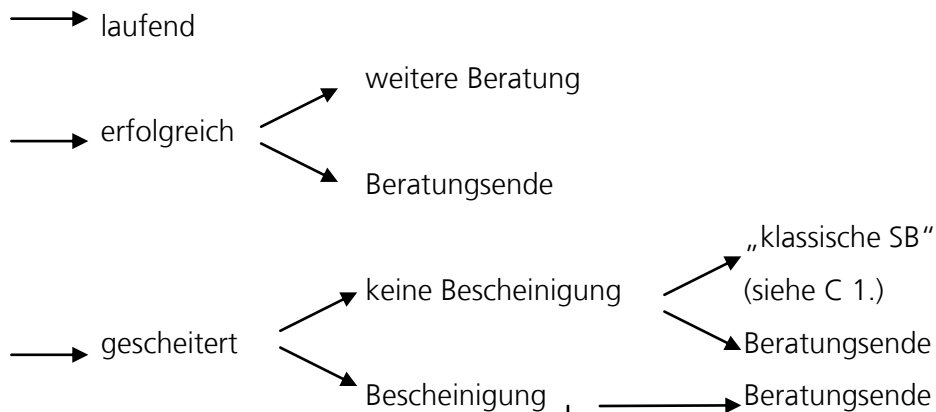 laufend
weitere Beratung
erfolgreich
Beratungsende
„klassische SB“
keine Bescheinigung
(siehe C 1.)
gescheitert
Beratungsende
Bescheinigung
Beratungsende